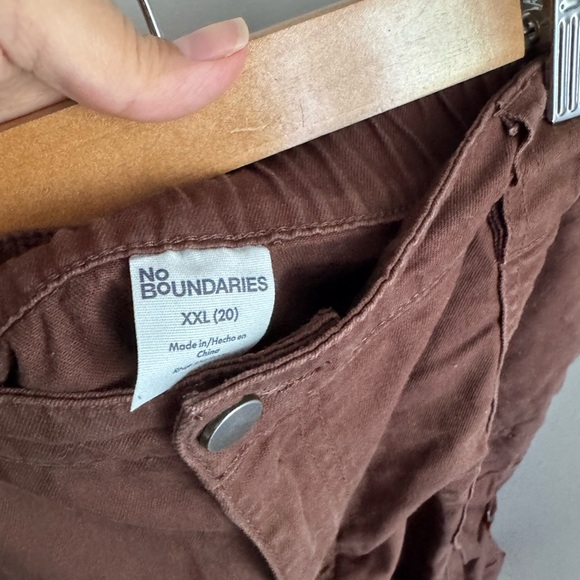 No
BOUNDARIES
XXL (20)
Made in/Hecho en
China